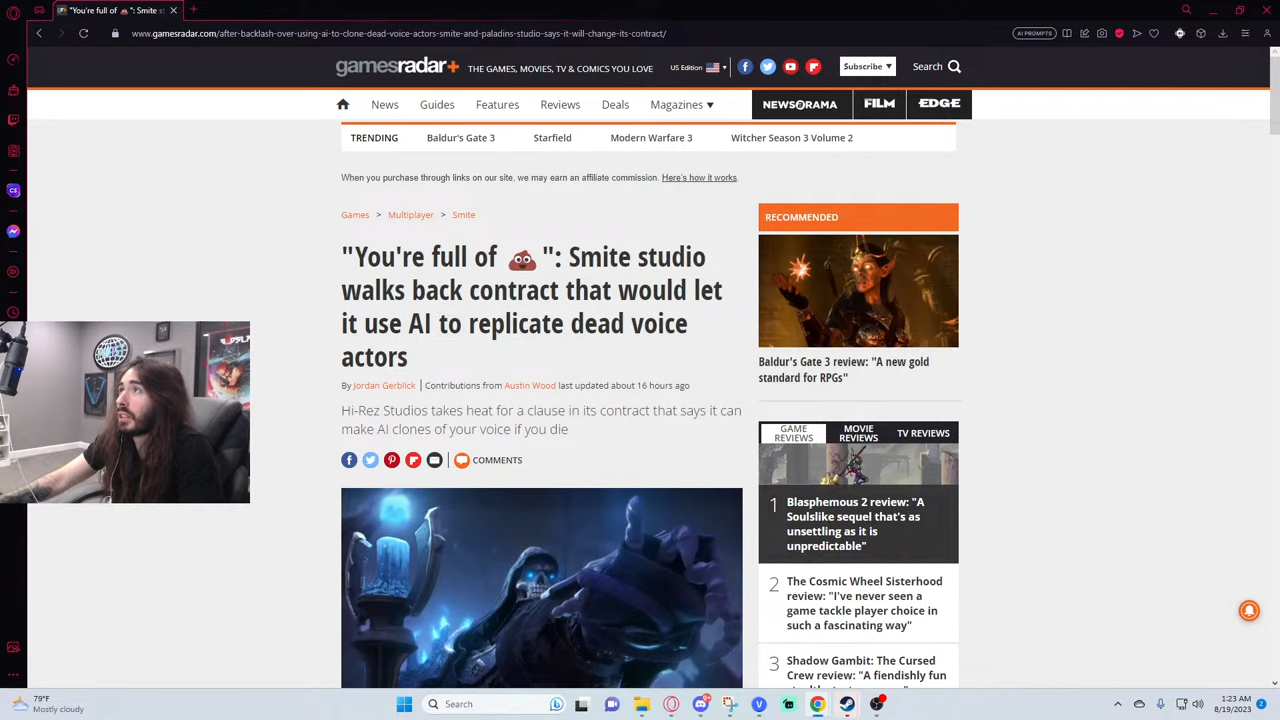 "You're full of 💩": Smite s
www.gamesradar.com/after-backlash-over-using-ai-to-clone-dead-voice-actors-smite-and-paladins-studio-says-it-will-change-its-contract/
AI PROMPTS
gamesradar+ THE GAMES, MOVIES, TV & COMICS YOU LOVE
US Edition
Subscribe ▼
Search
News Guides Features Reviews Deals Magazines ▼
NEWSARAMA FILM EDGE
TRENDING Baldur's Gate 3 Starfield Modern Warfare 3 Witcher Season 3 Volume 2
When you purchase through links on our site, we may earn an affiliate commission. Here's how it works.
Games > Multiplayer > Smite
"You're full of 💩": Smite studio
walks back contract that would let
it use AI to replicate dead voice
actors
By Jordan Gerblick | Contributions from Austin Wood last updated about 16 hours ago
Hi-Rez Studios takes heat for a clause in its contract that says it can
make AI clones of your voice if you die
COMMENTS
RECOMMENDED
Baldur's Gate 3 review: "A new gold
standard for RPGs"
GAME
REVIEWS
MOVIE
REVIEWS
TV REVIEWS
1 Blasphemous 2 review: "A
Soulslike sequel that's as
unsettling as it is
unpredictable"
2 The Cosmic Wheel Sisterhood
review: "I've never seen a
game tackle player choice in
such a fascinating way"
3 Shadow Gambit: The Cursed
Crew review: "A fiendishly fun
79°F
Mostly cloudy
Search
1:23 AM
8/19/2023